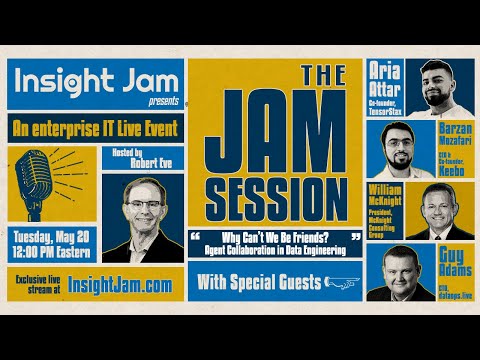 Insight Jam
presents
An enterprise IT Live Event
Hosted by
Robert Eve
Tuesday, May 20
12:00 PM Eastern
Exclusive live
stream at
InsightJam.com
THE
JAM
SESSION
“ Why Can't We Be Friends? ”
Agent Collaboration in Data Engineering
With Special Guests
Aria
Attar
Co-founder,
TensorStax
Barzan
Mozafari
CEO &
Co-founder,
Keebo
William
McKnight
President,
McKnight
Consulting
Group
Guy
Adams
CTO,
dataops.live